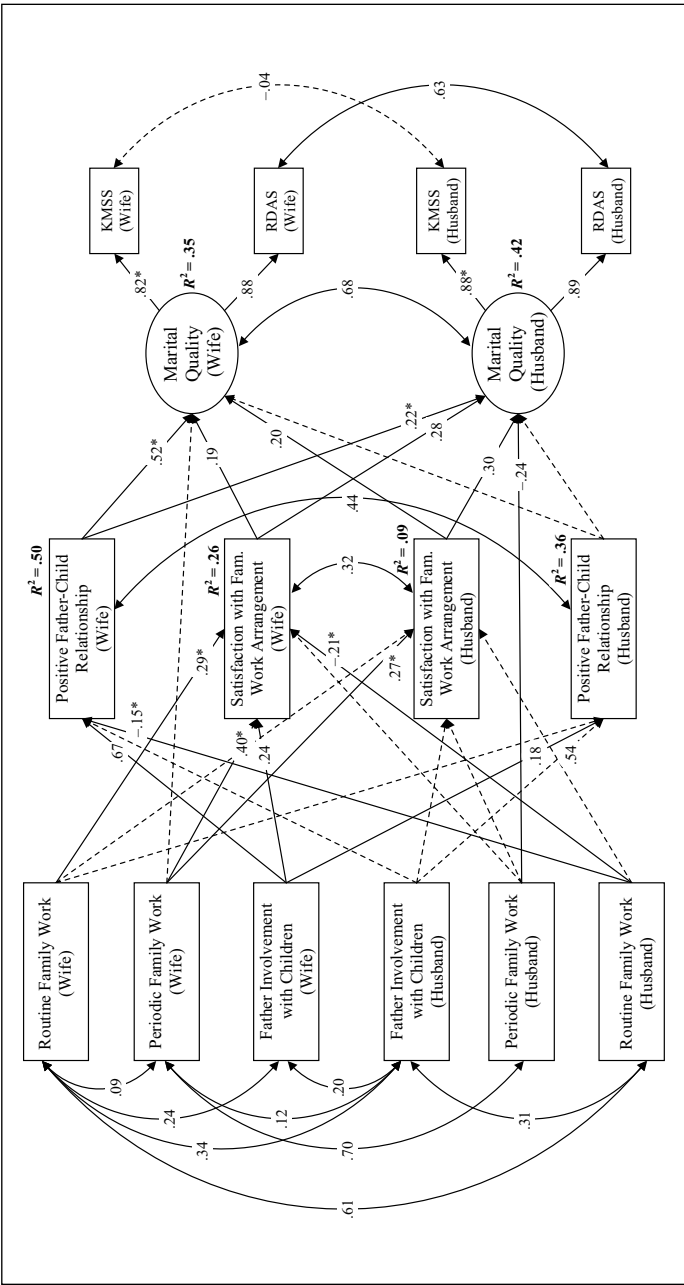 Routine Family Work
(Wife)
Periodic Family Work
(Wife)
Father Involvement
with Children
(Wife)
Father Involvement
with Children
(Husband)
Periodic Family Work
(Husband)
Routine Family Work
(Husband)
.09
.24
.34
.20
.12
.70
.31
.61
R² = .50
Positive Father-Child
Relationship
(Wife)
R² = .26
Satisfaction with Fam.
Work Arrangement
(Wife)
R² = .09
Satisfaction with Fam.
Work Arrangement
(Husband)
R² = .36
Positive Father-Child
Relationship
(Husband)
.67
–.15*
.29*
.40*
.24
–.21*
.27*
.18
.54
.32
.44
.52*
.19
.20
.22*
.28
.30
–.24
Marital
Quality
(Wife)
R² = .35
Marital
Quality
(Husband)
R² = .42
.68
.82*
.88
.88*
.89
KMSS
(Wife)
RDAS
(Wife)
KMSS
(Husband)
RDAS
(Husband)
–.04
.63